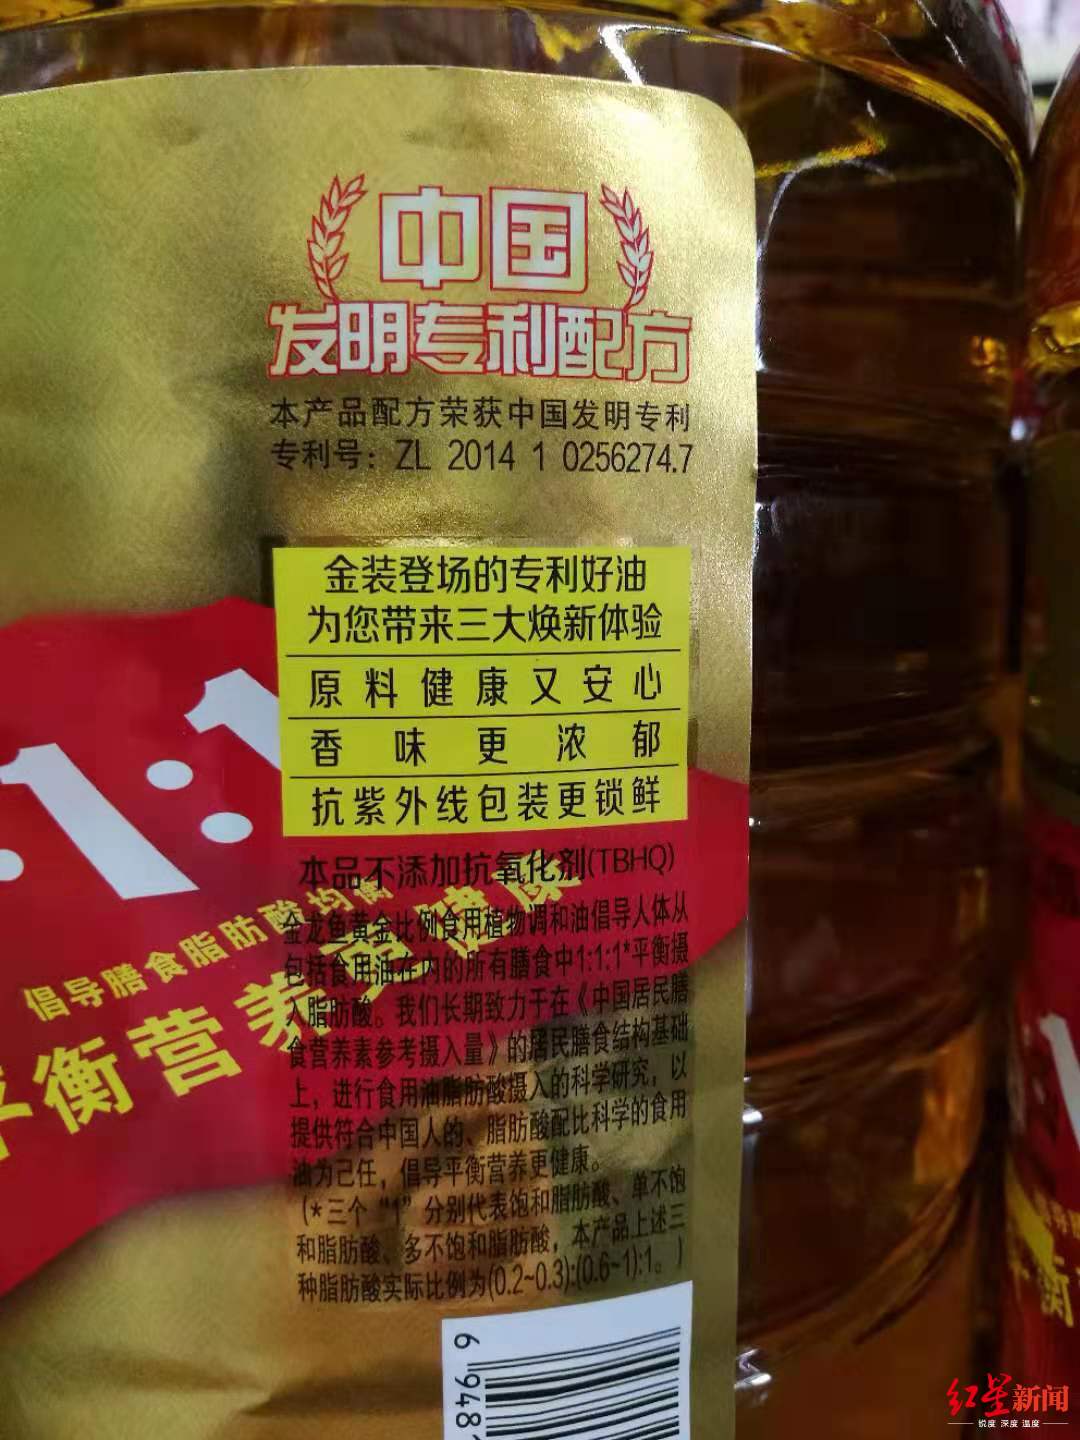 中国
发明专利配方
本产品配方荣获中国发明专利
专利号：ZL 2014 1 0256274.7
金装登场的专利好油
为您带来三大焕新体验
原料健康又安心
香味更浓郁
抗紫外线包装更锁鲜
:1:1
倡导膳食脂肪酸均衡
平衡营养更健康
本品不添加抗氧化剂(TBHQ)
金龙鱼黄金比例食用植物调和油倡导人体从
包括食用油在内的所有膳食中1:1:1*平衡摄
入脂肪酸。我们长期致力于在《中国居民膳
食营养素参考摄入量》的居民膳食结构基础
上，进行食用油脂肪酸摄入的科学研究，以
提供符合中国人的、脂肪酸配比科学的食用
油为己任，倡导平衡营养更健康。
(*三个“1”分别代表饱和脂肪酸、单不饱
和脂肪酸、多不饱和脂肪酸，本产品上述三
种脂肪酸实际比例为(0.2~0.3):(0.6~1):1。)
6 948
红星新闻
锐度 深度 温度